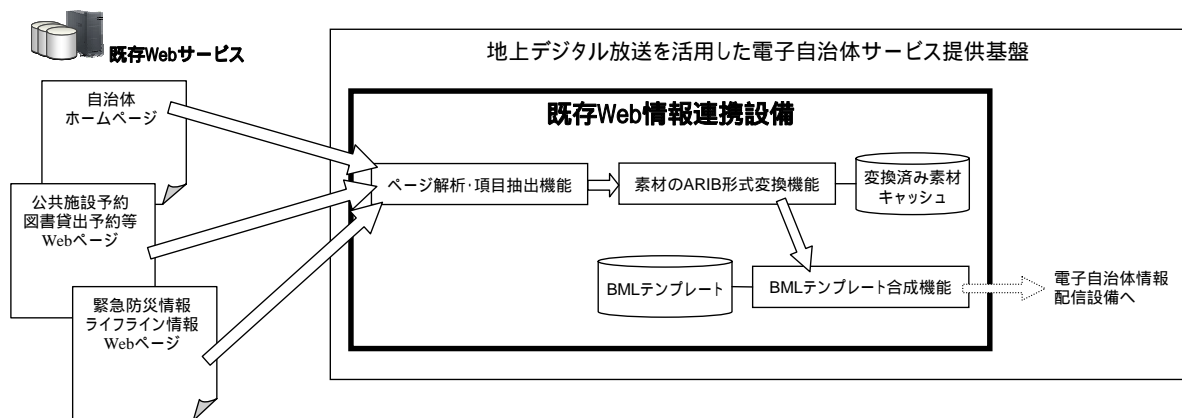 既存Webサービス
自治体
ホームページ
公共施設予約
図書貸出予約等
Webページ
緊急防災情報
ライフライン情報
Webページ
地上デジタル放送を活用した電子自治体サービス提供基盤
既存Web情報連携設備
ページ解析・項目抽出機能
素材のARIB形式変換機能
変換済み素材
キャッシュ
BMLテンプレート
BMLテンプレート合成機能
電子自治体情報
配信設備へ